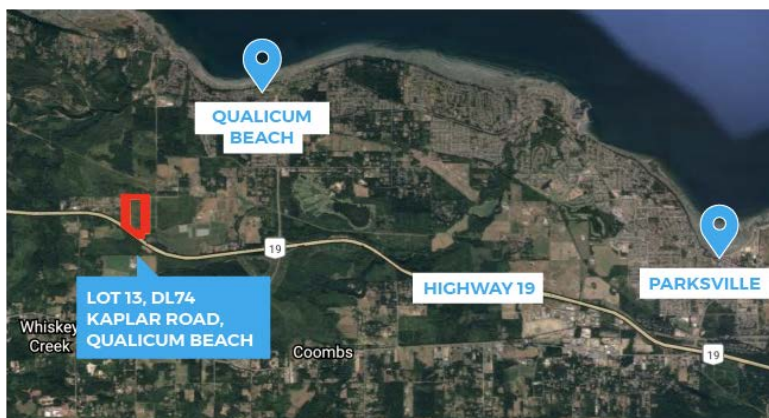 QUALICUM
BEACH
19
HIGHWAY 19
PARKSVILLE
LOT 13, DL74
KAPLAR ROAD,
QUALICUM BEACH
Whiskey
Creek
Coombs
19